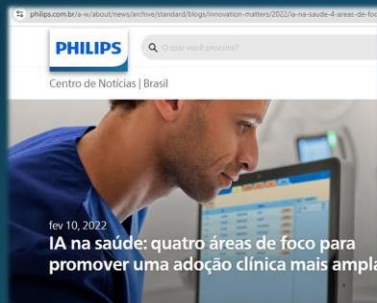 philips.com.br/a-w/about/news/archive/standard/blogs/innovation-matters/2022/ia-na-saude-4-areas-de-foc
PHILIPS
O que você procura?
Centro de Notícias | Brasil
fev 10, 2022
IA na saúde: quatro áreas de foco para
promover uma adoção clínica mais ampla